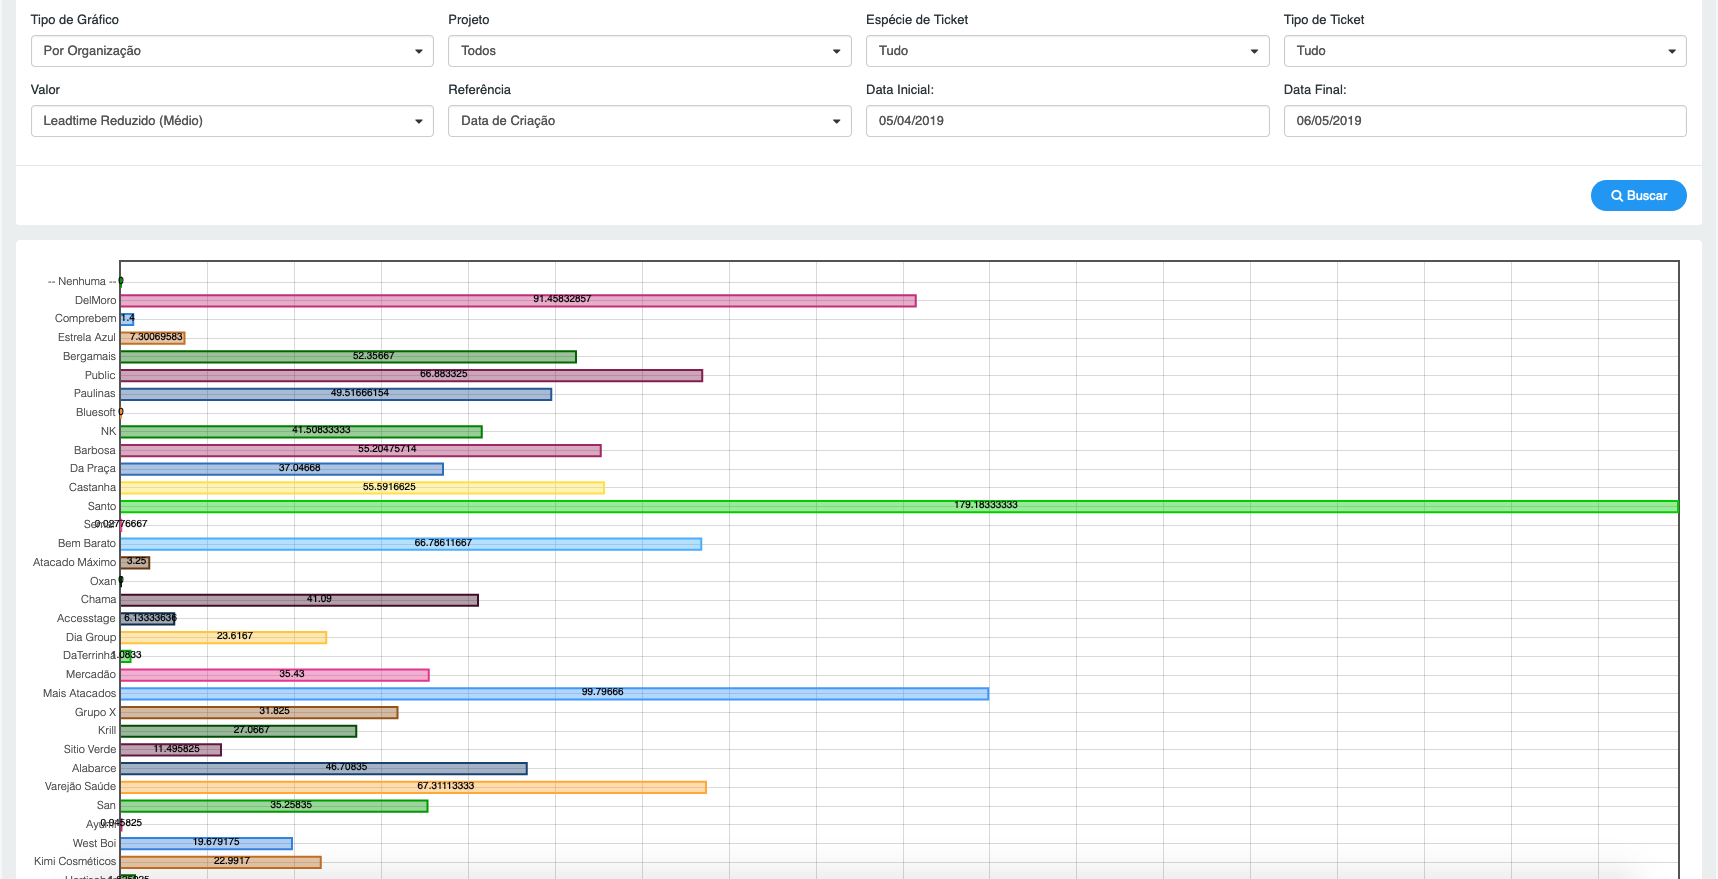 Tipo de Gráfico Projeto Espécie de Ticket Tipo de Ticket
Por Organização Todos Tudo Tudo
Valor Referência Data Inicial: Data Final:
Leadtime Reduzido (Médio) Data de Criação 05/04/2019 06/05/2019
Buscar
-- Nenhuma -- 0
DelMoro 91.45832857
Comprebem 1.4
Estrela Azul 7.30069583
Bergamais 52.35667
Public 66.883325
Paulinas 49.51666154
Bluesoft 0
NK 41.50833333
Barbosa 55.20475714
Da Praça 37.04668
Castanha 55.5916625
Santo 179.18333333
0.02776667
Bem Barato 66.78611667
Atacado Máximo 3.25
Oxan 0
Chama 41.09
Accesstage 6.13333636
Dia Group 23.6167
DaTerrinha 1.0833
Mercadão 35.43
Mais Atacados 99.79666
Grupo X 31.825
Krill 27.0667
Sitio Verde 11.495825
Alabarce 46.70835
Varejão Saúde 67.31113333
San 35.25835
0.945825
West Boi 19.679175
Kimi Cosméticos 22.9917